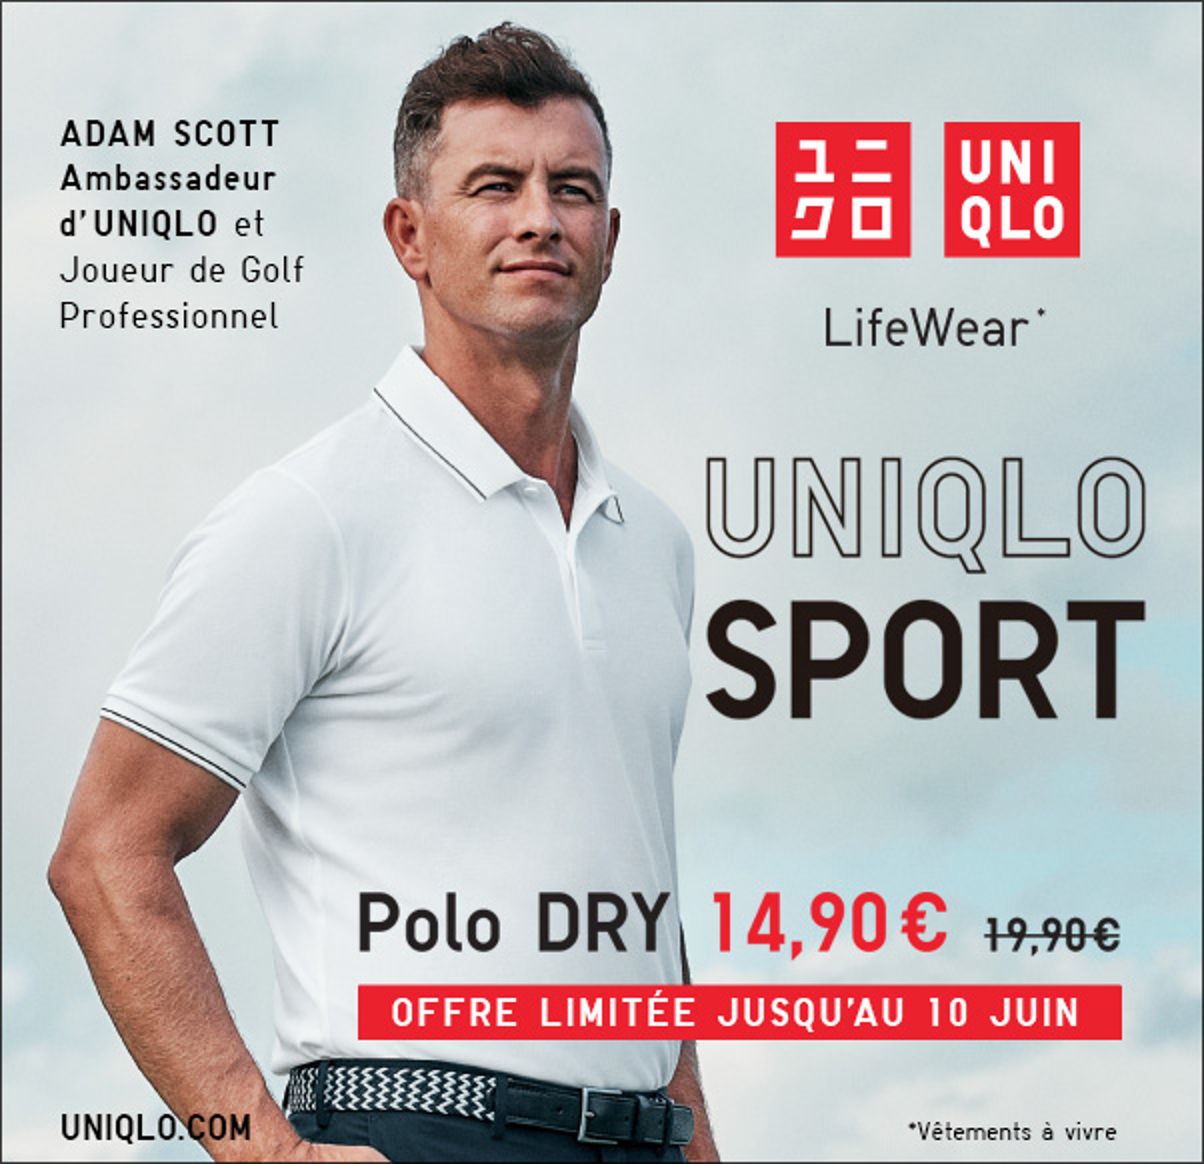 ADAM SCOTT
Ambassadeur
d'UNIQLO et
Joueur de Golf
Professionnel
ユニ
クロ
UNI
QLO
LifeWear*
UNIQLO
SPORT
Polo DRY 14,90€ 19,90€
OFFRE LIMITÉE JUSQU'AU 10 JUIN
UNIQLO.COM
*Vêtements à vivre